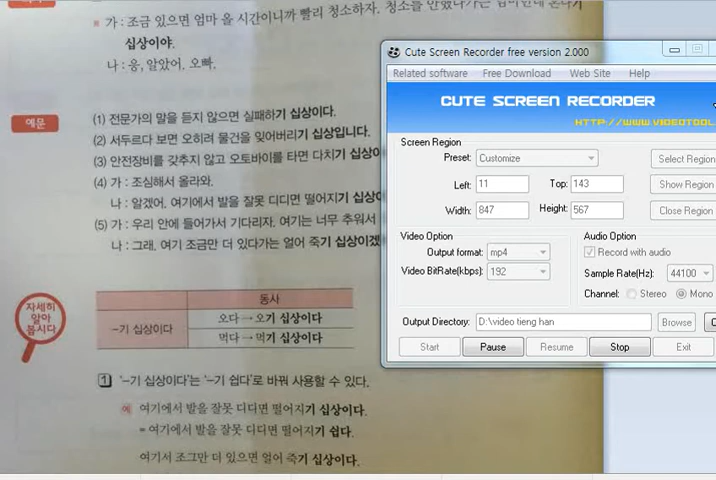 가 : 조금 있으면 엄마 올 시간이니까 빨리 청소하자. 청소를
십상이야.
나 : 응, 알았어, 오빠.
예문
(1) 전문가의 말을 듣지 않으면 실패하기 십상이다.
(2) 서두르다 보면 오히려 물건을 잊어버리기 십상입니다.
(3) 안전장비를 갖추지 않고 오토바이를 타면 다치기 십상이
(4) 가 : 조심해서 올라와.
나 : 알겠어. 여기에서 발을 잘못 디디면 떨어지기 십상
(5) 가 : 우리 안에 들어가서 기다리자. 여기는 너무 추워서
나 : 그래. 여기 조금만 더 있다가는 얼어 죽기 십상이겠
자세히
알아
봅시다
동사
-기 십상이다
오다 → 오기 십상이다
먹다 → 먹기 십상이다
1 '-기 십상이다'는 '-기 쉽다'로 바꿔 사용할 수 있다.
예 여기에서 발을 잘못 디디면 떨어지기 십상이다.
= 여기에서 발을 잘못 디디면 떨어지기 쉽다.
여기서 조그만 더 있으면 얼어 죽기 십상이다.
Cute Screen Recorder free version 2.000
Related software Free Download Web Site Help
CUTE SCREEN RECORDER
HTTP://WWW.VIDEOTOOL
Screen Region
Preset: Customize
Select Region
Left: 11 Top: 143
Show Region
Width: 847 Height: 567
Close Region
Video Option
Output format: mp4
Video BitRate(kbps): 192
Audio Option
Record with audio
Sample Rate(Hz): 44100
Channel: Stereo Mono
Output Directory: D:\video tieng han Browse
Start Pause Resume Stop Exit